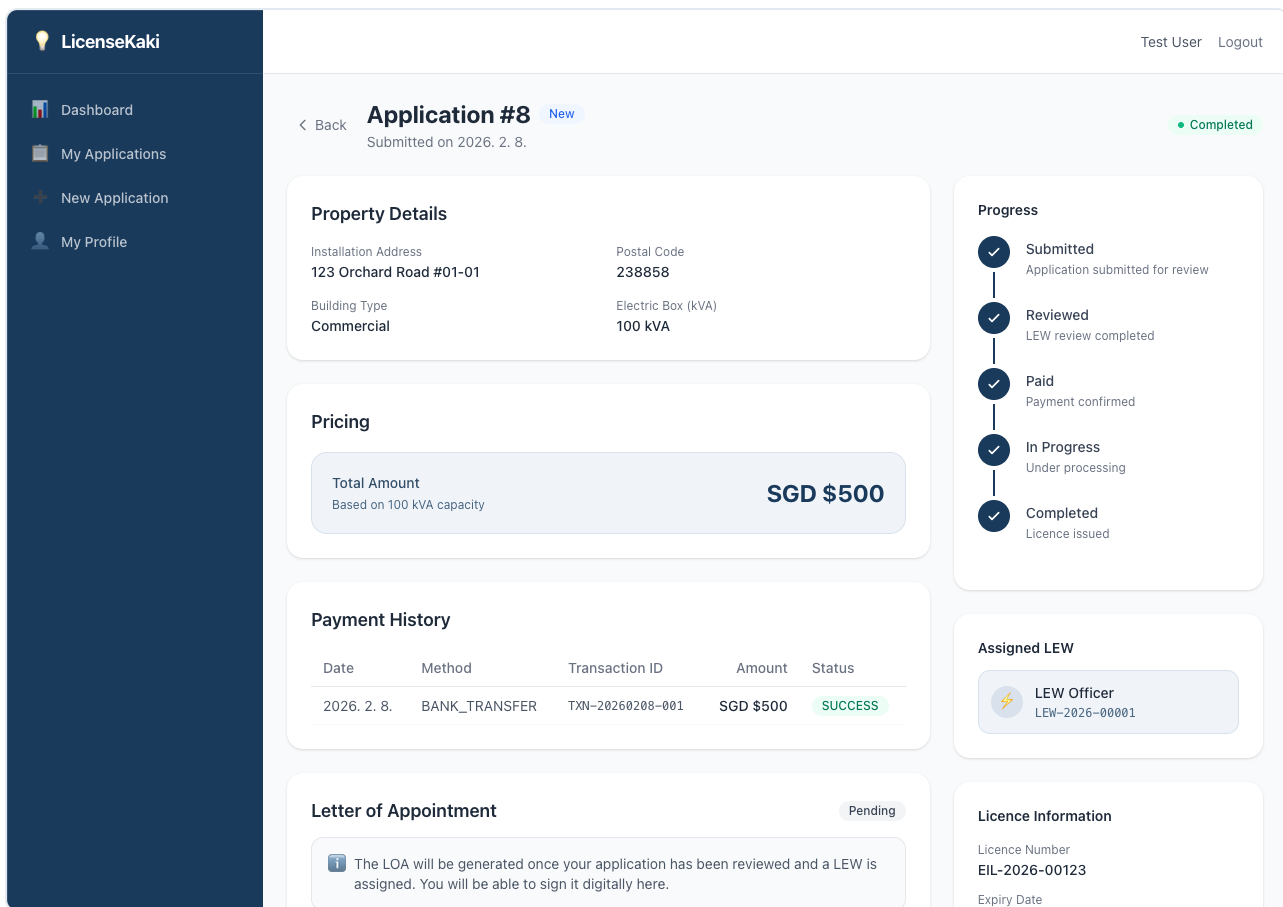 LicenseKaki
Test User Logout
Dashboard
My Applications
New Application
My Profile
Back
Application #8 New
Submitted on 2026. 2. 8.
Completed
Property Details
Installation Address Postal Code
123 Orchard Road #01-01 238858
Building Type Electric Box (kVA)
Commercial 100 kVA
Pricing
Total Amount
Based on 100 kVA capacity
SGD $500
Payment History
Date Method Transaction ID Amount Status
2026. 2. 8. BANK_TRANSFER TXN-20260208-001 SGD $500 SUCCESS
Letter of Appointment Pending
The LOA will be generated once your application has been reviewed and a LEW is
assigned. You will be able to sign it digitally here.
Progress
Submitted
Application submitted for review
Reviewed
LEW review completed
Paid
Payment confirmed
In Progress
Under processing
Completed
Licence issued
Assigned LEW
LEW Officer
LEW-2026-00001
Licence Information
Licence Number
EIL-2026-00123
Expiry Date